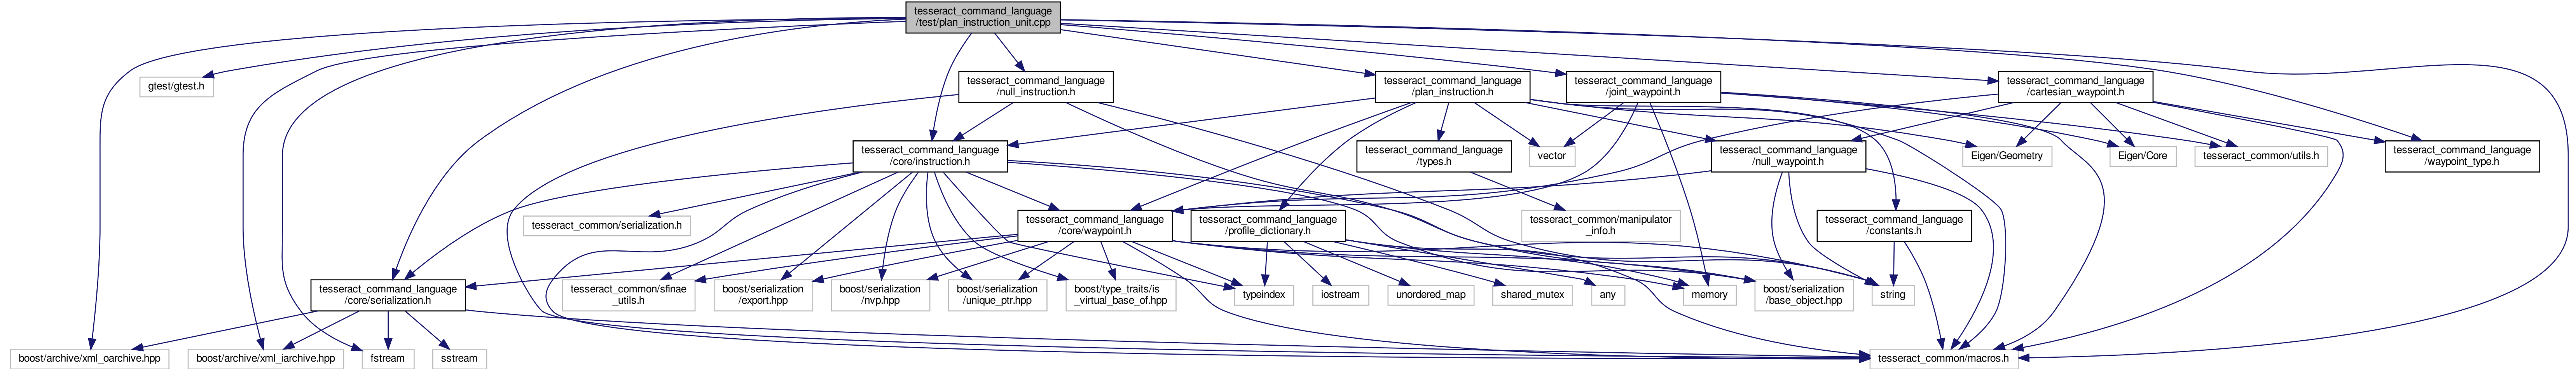 tesseract_command_language
/test/plan_instruction_unit.cpp
gtest/gtest.h
tesseract_command_language
/null_instruction.h
tesseract_command_language
/plan_instruction.h
tesseract_command_language
/joint_waypoint.h
tesseract_command_language
/cartesian_waypoint.h
tesseract_command_language
/core/instruction.h
tesseract_command_language
/types.h
vector
tesseract_command_language
/null_waypoint.h
Eigen/Geometry
Eigen/Core
tesseract_common/utils.h
tesseract_command_language
/waypoint_type.h
tesseract_common/serialization.h
tesseract_command_language
/core/waypoint.h
tesseract_command_language
/profile_dictionary.h
tesseract_common/manipulator
_info.h
tesseract_command_language
/constants.h
tesseract_command_language
/core/serialization.h
tesseract_common/sfinae
_utils.h
boost/serialization
/export.hpp
boost/serialization
/nvp.hpp
boost/serialization
/unique_ptr.hpp
boost/type_traits/is
_virtual_base_of.hpp
typeindex
iostream
unordered_map
shared_mutex
any
memory
boost/serialization
/base_object.hpp
string
boost/archive/xml_oarchive.hpp
boost/archive/xml_iarchive.hpp
fstream
sstream
tesseract_common/macros.h